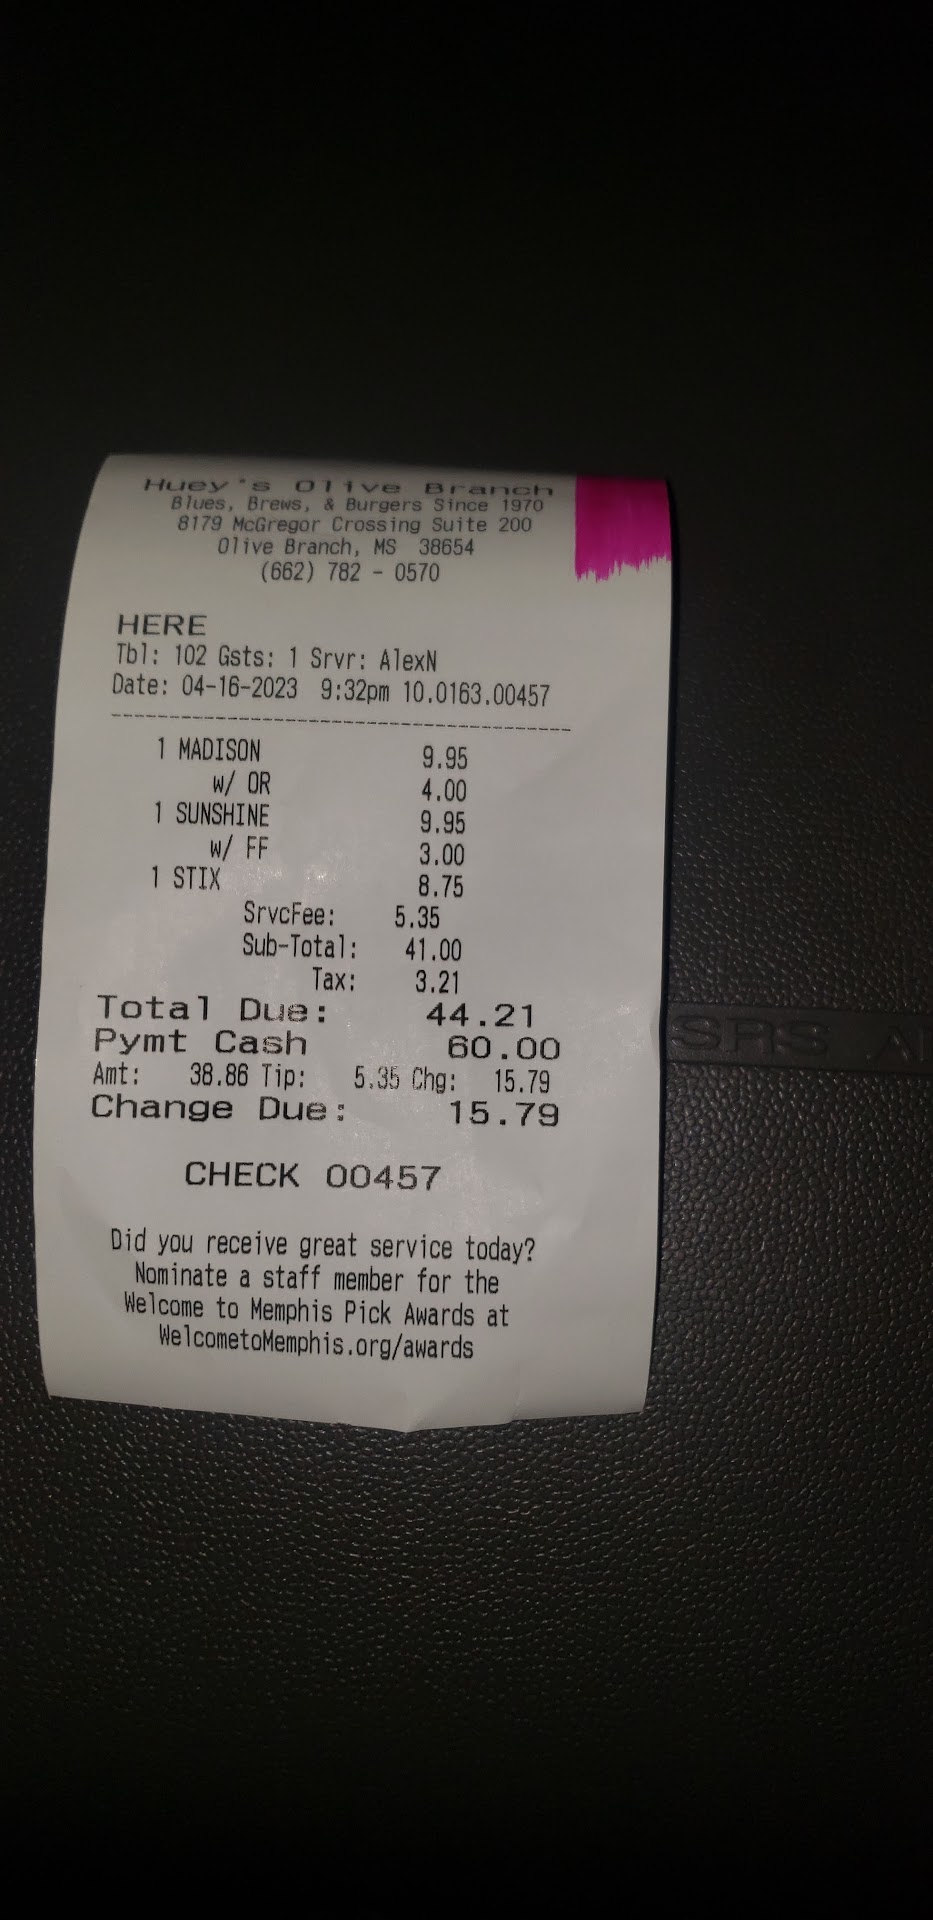 Huey's Olive Branch
Blues, Brews, & Burgers Since 1970
8179 McGregor Crossing Suite 200
Olive Branch, MS 38654
(662) 782 - 0570
HERE
Tbl: 102 Gsts: 1 Srvr: AlexN
Date: 04-16-2023 9:32pm 10.0163.00457
1 MADISON 9.95
w/ OR 4.00
1 SUNSHINE 9.95
w/ FF 3.00
1 STIX 8.75
SrvcFee: 5.35
Sub-Total: 41.00
Tax: 3.21
Total Due: 44.21
Pymt Cash 60.00
Amt: 38.86 Tip: 5.35 Chg: 15.79
Change Due: 15.79
CHECK 00457
Did you receive great service today?
Nominate a staff member for the
Welcome to Memphis Pick Awards at
WelcometoMemphis.org/awards
SRS